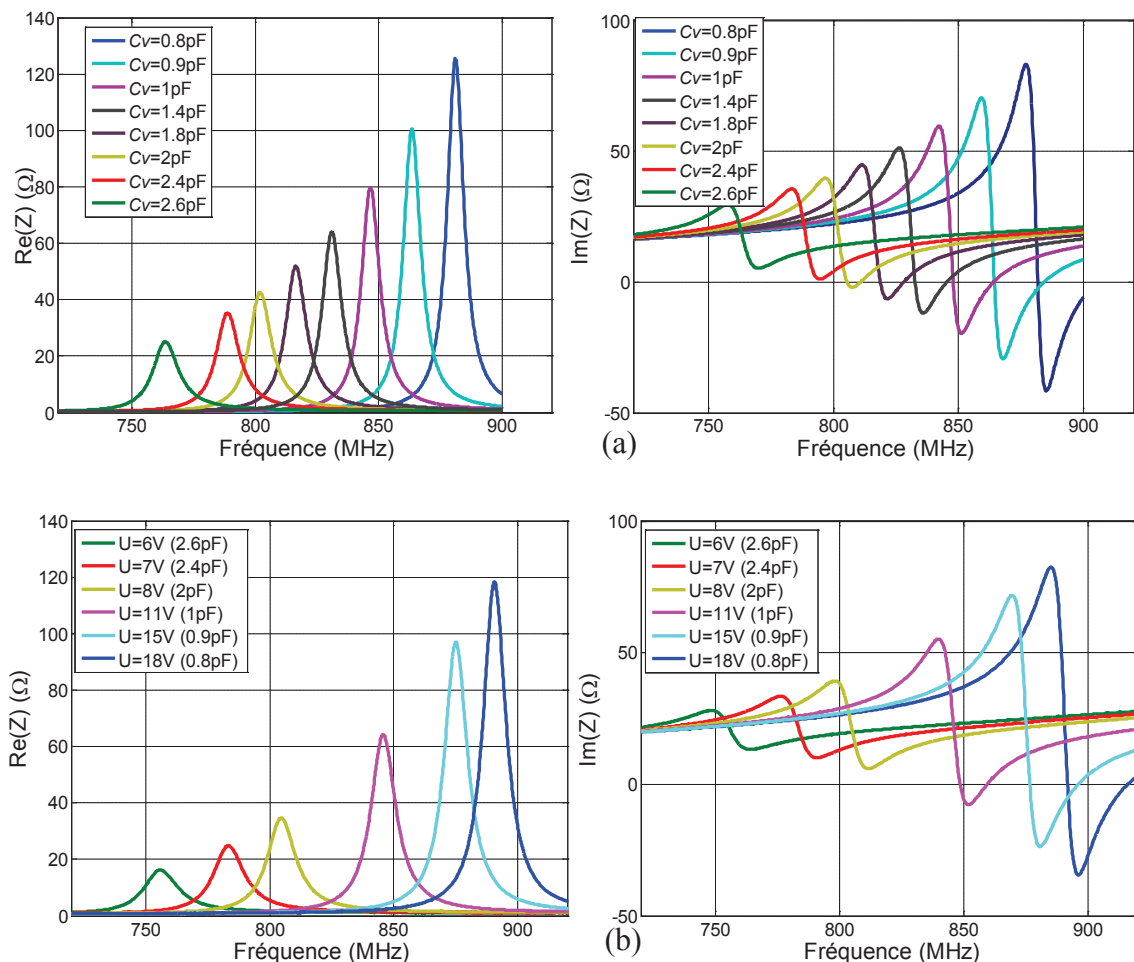 140
120
100
80
60
40
20
0
Re(Z) (Ω)
Cv=0.8pF
Cv=0.9pF
Cv=1pF
Cv=1.4pF
Cv=1.8pF
Cv=2pF
Cv=2.4pF
Cv=2.6pF
750
800
850
900
Fréquence (MHz)
100
50
0
-50
Im(Z) (Ω)
Cv=0.8pF
Cv=0.9pF
Cv=1pF
Cv=1.4pF
Cv=1.8pF
Cv=2pF
Cv=2.4pF
Cv=2.6pF
750
800
850
900
Fréquence (MHz)
(a)
140
120
100
80
60
40
20
0
Re(Z) (Ω)
U=6V (2.6pF)
U=7V (2.4pF)
U=8V (2pF)
U=11V (1pF)
U=15V (0.9pF)
U=18V (0.8pF)
750
800
850
900
Fréquence (MHz)
100
50
0
-50
Im(Z) (Ω)
U=6V (2.6pF)
U=7V (2.4pF)
U=8V (2pF)
U=11V (1pF)
U=15V (0.9pF)
U=18V (0.8pF)
750
800
850
900
Fréquence (MHz)
(b)